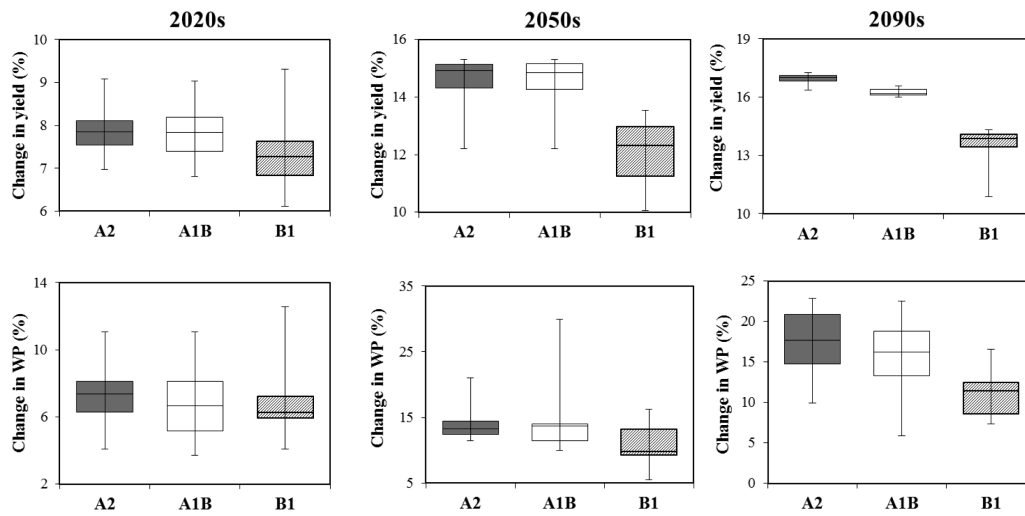 2020s
2050s
2090s
Change in yield (%)
10
9
8
7
6
A2
A1B
B1
Change in yield (%)
16
14
12
10
A2
A1B
B1
Change in yield (%)
19
16
13
10
A2
A1B
B1
Change in WP (%)
14
10
6
2
A2
A1B
B1
Change in WP (%)
35
25
15
5
A2
A1B
B1
Change in WP (%)
25
20
15
10
5
0
A2
A1B
B1